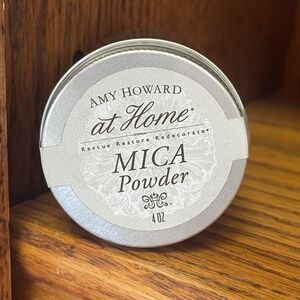 AMY HOWARD
at Home®
Rescue Restore Redecorate®
MICA
Powder
4 OZ